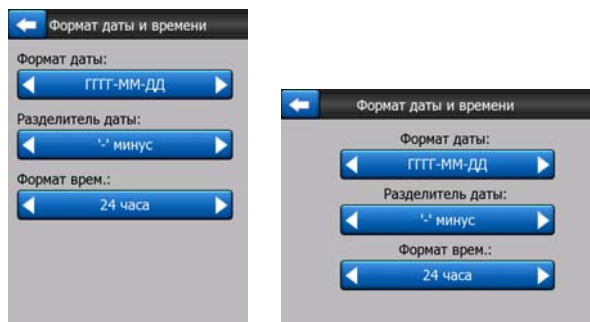 Формат даты и времени
Формат даты:
ГГГГ-ММ-ДД
Разделитель даты:
'-' минус
Формат врем.:
24 часа
Формат даты и времени
Формат даты:
ГГГГ-ММ-ДД
Разделитель даты:
'-' минус
Формат врем.:
24 часа